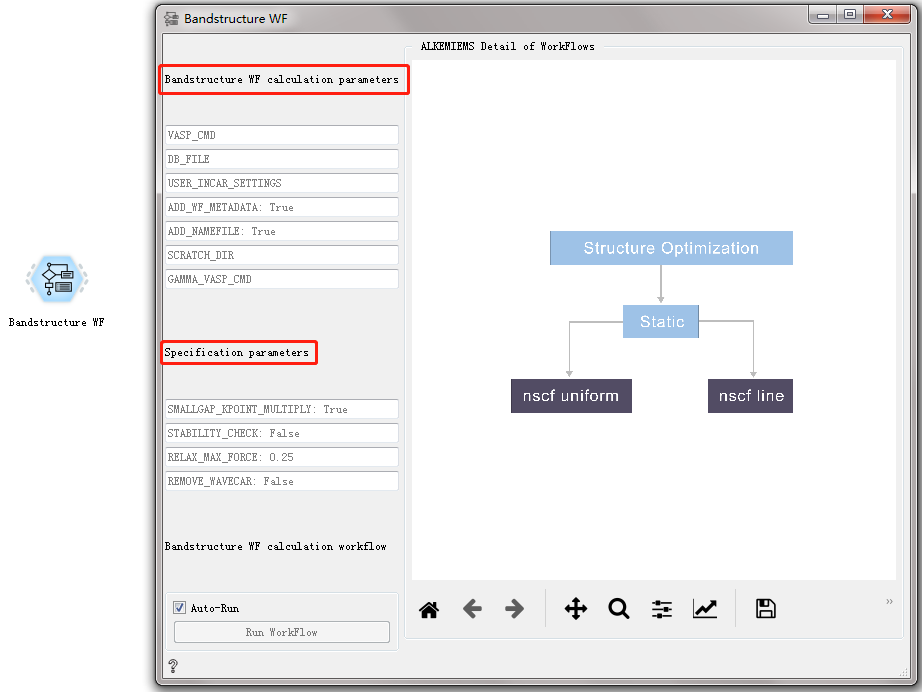 Bandstructure WF
Bandstructure WF
ALKEMIEMS Detail of WorkFlows
Bandstructure WF calculation parameters
VASP_CMD
DB_FILE
USER_INCAR_SETTINGS
ADD_WF_METADATA: True
ADD_NAMEFILE: True
SCRATCH_DIR
GAMMA_VASP_CMD
Specification parameters
SMALLGAP_KPOINT_MULTIPLY: True
STABILITY_CHECK: False
RELAX_MAX_FORCE: 0.25
REMOVE_WAVECAR: False
Bandstructure WF calculation workflow
Auto-Run
Run WorkFlow
?
Structure Optimization
Static
nscf uniform
nscf line
»